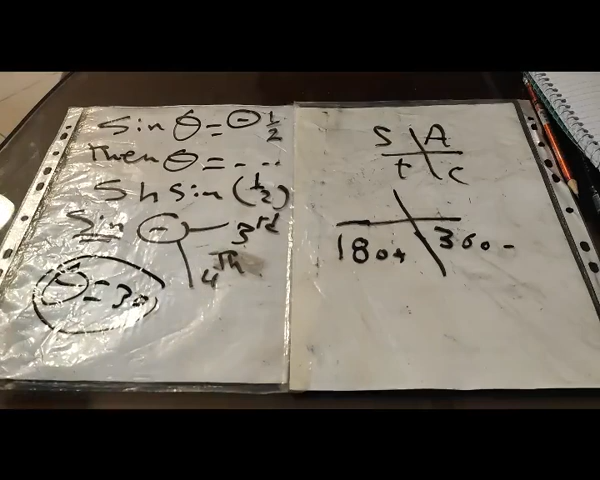 Sin θ = - 1/2
then θ = - ..
Sh Sin (1/2)
Sin - 3rd
4th
= 30
S A
t C
180+ 360-